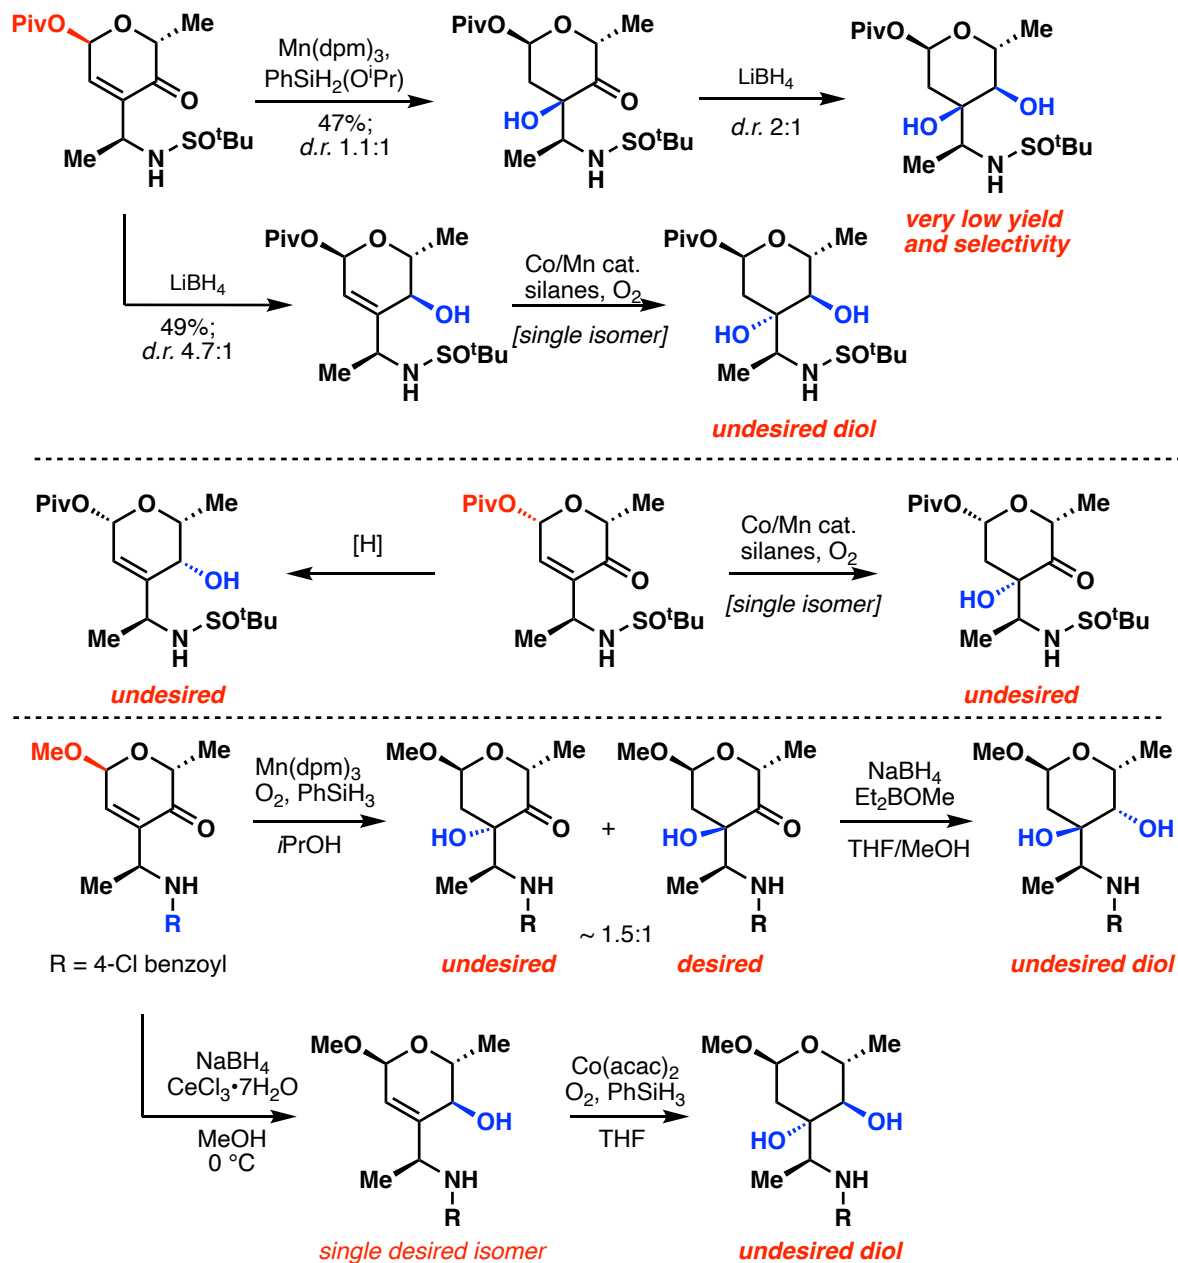 PivO
O
Me
O
Me
N
H
SOᵗBu
Mn(dpm)₃,
PhSiH₂(OⁱPr)
47%;
d.r. 1.1:1
PivO
O
Me
HO
O
Me
N
H
SOᵗBu
LiBH₄
d.r. 2:1
PivO
O
Me
HO
OH
Me
N
H
SOᵗBu
very low yield
and selectivity
LiBH₄
49%;
d.r. 4.7:1
PivO
O
Me
OH
Me
N
H
SOᵗBu
Co/Mn cat.
silanes, O₂
[single isomer]
PivO
O
Me
HO
OH
Me
N
H
SOᵗBu
undesired diol
PivO
O
Me
OH
Me
N
H
SOᵗBu
undesired
[H]
PivO
O
Me
O
Me
N
H
SOᵗBu
Co/Mn cat.
silanes, O₂
[single isomer]
PivO
O
Me
HO
O
Me
N
H
SOᵗBu
undesired
MeO
O
Me
O
Me
NH
R
R = 4-Cl benzoyl
Mn(dpm)₃
O₂, PhSiH₃
iPrOH
MeO
O
Me
HO
O
Me
NH
R
undesired
+
~ 1.5:1
MeO
O
Me
HO
O
Me
NH
R
desired
NaBH₄
Et₂BOMe
THF/MeOH
MeO
O
Me
HO
OH
Me
NH
R
undesired diol
NaBH₄
CeCl₃•7H₂O
MeOH
0 °C
MeO
O
Me
OH
Me
NH
R
single desired isomer
Co(acac)₂
O₂, PhSiH₃
THF
MeO
O
Me
HO
OH
Me
NH
R
undesired diol